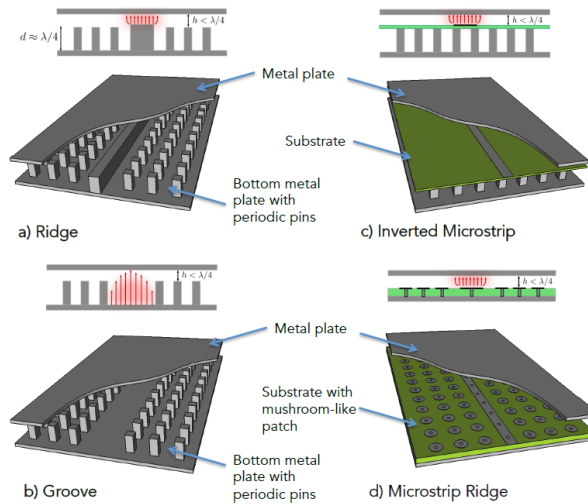 h < λ/4
d ≈ λ/4
h < λ/4
Metal plate
Substrate
Bottom metal
plate with
periodic pins
a) Ridge
c) Inverted Microstrip
h < λ/4
h < λ/4
Metal plate
Substrate with
mushroom-like
patch
Bottom metal
plate with
periodic pins
b) Groove
d) Microstrip Ridge